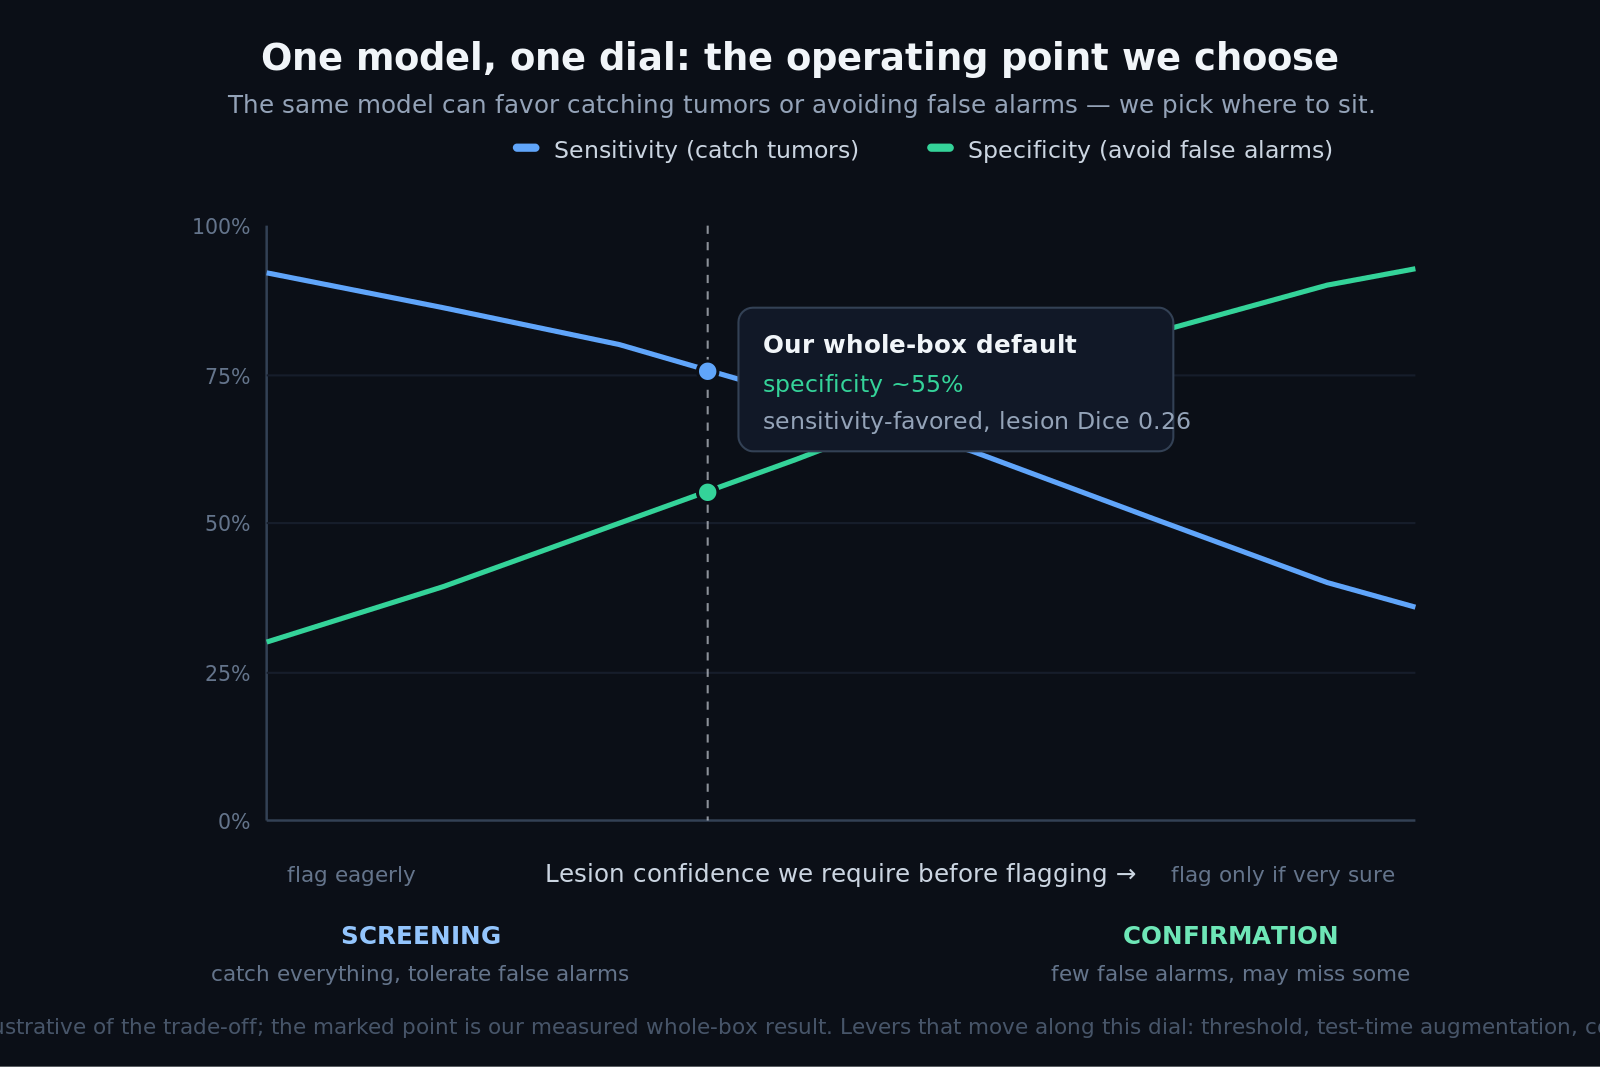 One model, one dial: the operating point we choose
The same model can favor catching tumors or avoiding false alarms — we pick where to sit.
Sensitivity (catch tumors)
Specificity (avoid false alarms)
100%
75%
50%
25%
0%
Our whole-box default
specificity ~55%
sensitivity-favored, lesion Dice 0.26
flag eagerly
Lesion confidence we require before flagging →
flag only if very sure
SCREENING
CONFIRMATION
catch everything, tolerate false alarms
few false alarms, may miss some
of the trade-off; the marked point is our measured whole-box result. Levers that move along this dial: threshold, test-time augmentation,